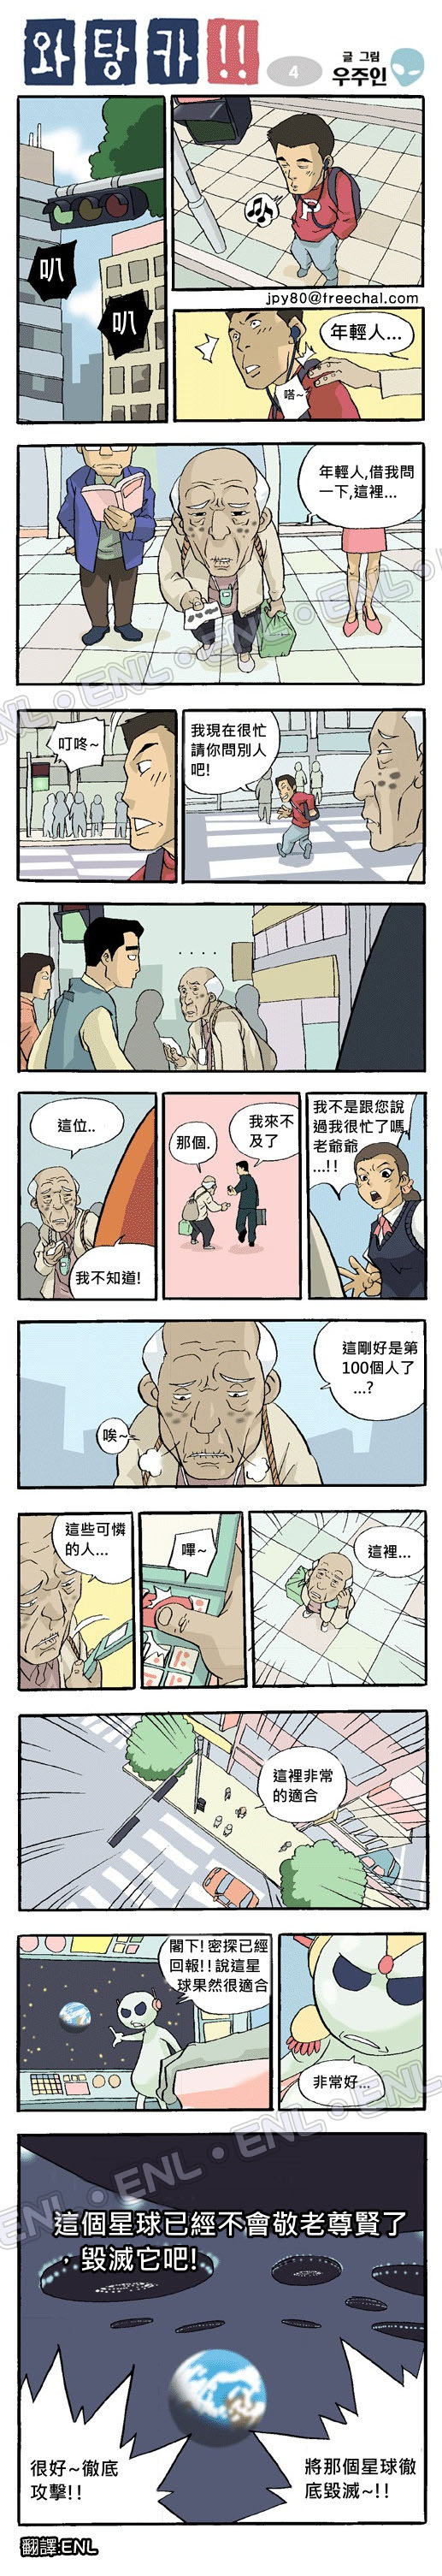 와탕카!!
4
글 그림
우주인
叭
叭
jpy80@freechal.com
年輕人...
嗒~
年輕人,借我問
一下,這裡...
叮咚~
我現在很忙
請你問別人
吧!
....
這位..
我不知道!
那個.
我來不
及了
我不是跟您說
過我很忙了嗎,
老爺爺
...!!
這剛好是第
100個人了
...?
唉~
這些可憐
的人...
嗶~
這裡...
這裡非常
的適合
閣下!密探已經
回報!!說這星
球果然很適合
非常好...
這個星球已經不會敬老尊賢了
，毀滅它吧!
很好~徹底
攻擊!!
將那個星球徹
底毀滅~!!
翻譯:ENL
ENL•ENL•ENL•ENL•
ENL•ENL•ENL•ENL•